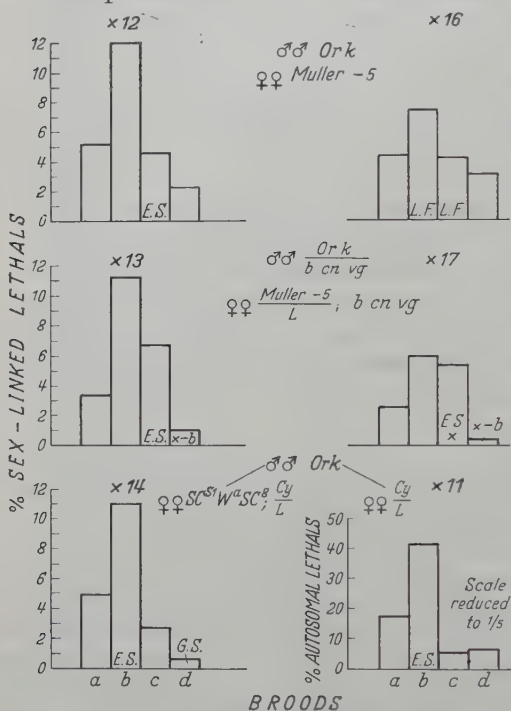 ×12
×16
12
10
8
6
4
2
0
♂♂ Ork
♀♀ Muller -5
E.S.
L.F. L.F
% SEX-LINKED LETHALS
×13
×17
12
10
8
6
4
2
0
♂♂ Ork / b cn vg
♀♀ Muller -5 / L ; b cn vg
E.S. ×-b
E S × ×-b
♂♂ Ork
×14
×11
♀♀ SC^S1 W^a SC^8; Cy / L
♀♀ Cy / L
12
10
8
6
4
2
0
E.S. G.S.
a b c d
% AUTOSOMAL LETHALS
50
40
30
20
10
0
Scale
reduced
to 1/5
E.S.
a b c d
BROODS